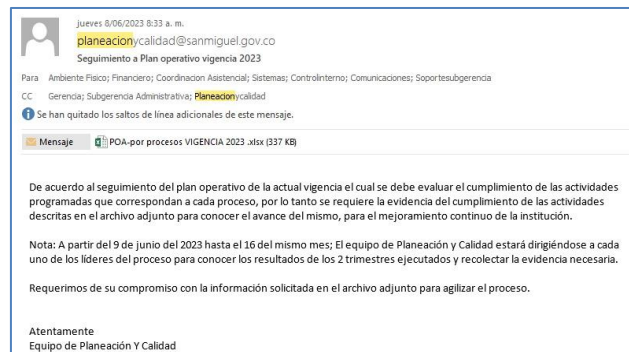 jueves 8/06/2023 8:33 a. m.
planeacionycalidad@sanmiguel.gov.co
Seguimiento a Plan operativo vigencia 2023
Para Ambiente Fisico; Financiero; Coordinacion Asistencial; Sistemas; Controlinterno; Comunicaciones; Soportesubgerencia
CC Gerencia; Subgerencia Administrativa; Planeacionycalidad
Se han quitado los saltos de línea adicionales de este mensaje.
Mensaje POA-por procesos VIGENCIA 2023 .xlsx (337 KB)
De acuerdo al seguimiento del plan operativo de la actual vigencia el cual se debe evaluar el cumplimiento de las actividades
programadas que correspondan a cada proceso, por lo tanto se requiere la evidencia del cumplimiento de las actividades
descritas en el archivo adjunto para conocer el avance del mismo, para el mejoramiento continuo de la institución.
Nota: A partir del 9 de junio del 2023 hasta el 16 del mismo mes; El equipo de Planeación y Calidad estará dirigiéndose a cada
uno de los líderes del proceso para conocer los resultados de los 2 trimestres ejecutados y recolectar la evidencia necesaria.
Requerimos de su compromiso con la información solicitada en el archivo adjunto para agilizar el proceso.
Atentamente
Equipo de Planeación Y Calidad